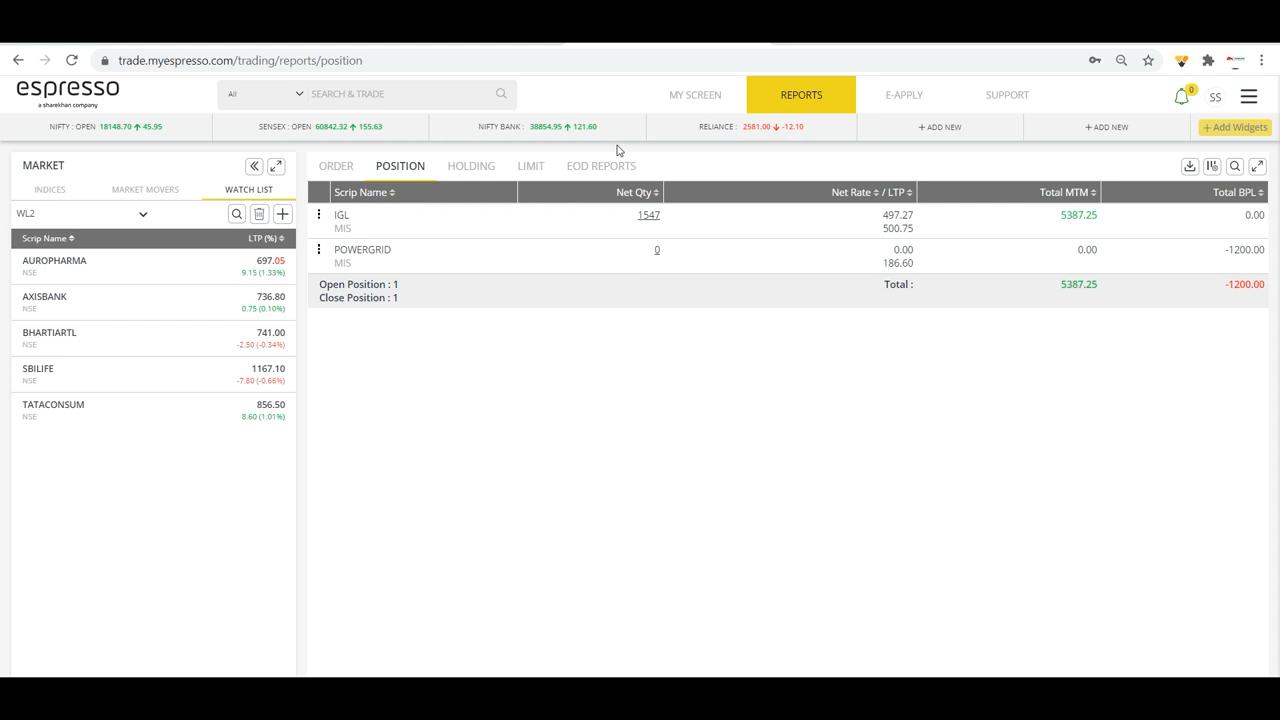 trade.myespresso.com/trading/reports/position
espresso
a sharekhan company
All
SEARCH & TRADE
MY SCREEN
REPORTS
E-APPLY
SUPPORT
0
SS
NIFTY : OPEN 18148.70 45.95
SENSEX : OPEN 60842.32 155.63
NIFTY BANK : 38854.95 121.60
RELIANCE : 2581.00 -12.10
+ ADD NEW
+ ADD NEW
+ Add Widgets
MARKET
INDICES
MARKET MOVERS
WATCH LIST
WL2
Scrip Name
LTP (%)
AUROPHARMA 697.05
NSE 9.15 (1.33%)
AXISBANK 736.80
NSE 0.75 (0.10%)
BHARTIARTL 741.00
NSE -2.50 (-0.34%)
SBILIFE 1167.10
NSE -7.80 (-0.66%)
TATACONSUM 856.50
NSE 8.60 (1.01%)
ORDER
POSITION
HOLDING
LIMIT
EOD REPORTS
Scrip Name Net Qty Net Rate / LTP Total MTM Total BPL
IGL 1547 497.27 5387.25 0.00
MIS 500.75
POWERGRID 0 0.00 0.00 -1200.00
MIS 186.60
Open Position : 1 Total : 5387.25 -1200.00
Close Position : 1